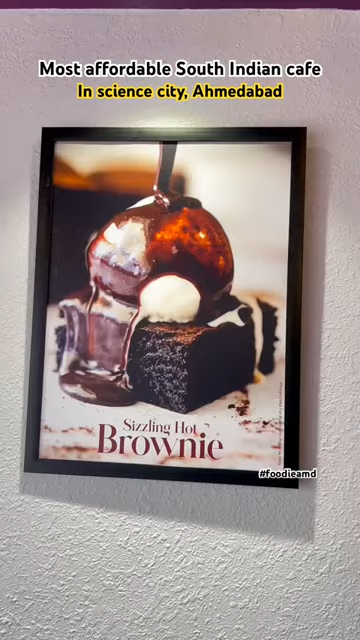 Most affordable South Indian cafe
In science city, Ahmedabad
Sizzling Hot
Brownie
#foodieamd